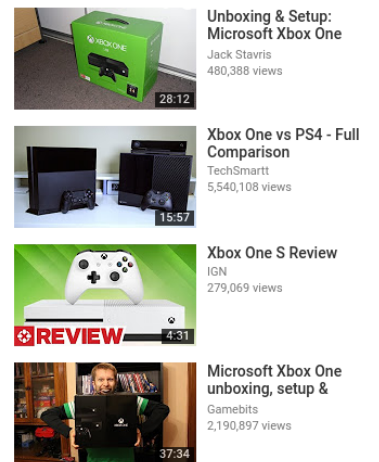 Unboxing & Setup:
Microsoft Xbox One
Jack Stavris
480,388 views
XBOX ONE
28:12
Xbox One vs PS4 - Full
Comparison
TechSmartt
5,540,108 views
15:57
Xbox One S Review
IGN
279,069 views
REVIEW
4:31
Microsoft Xbox One
unboxing, setup &
Gamebits
2,190,897 views
XBOX ONE
37:34